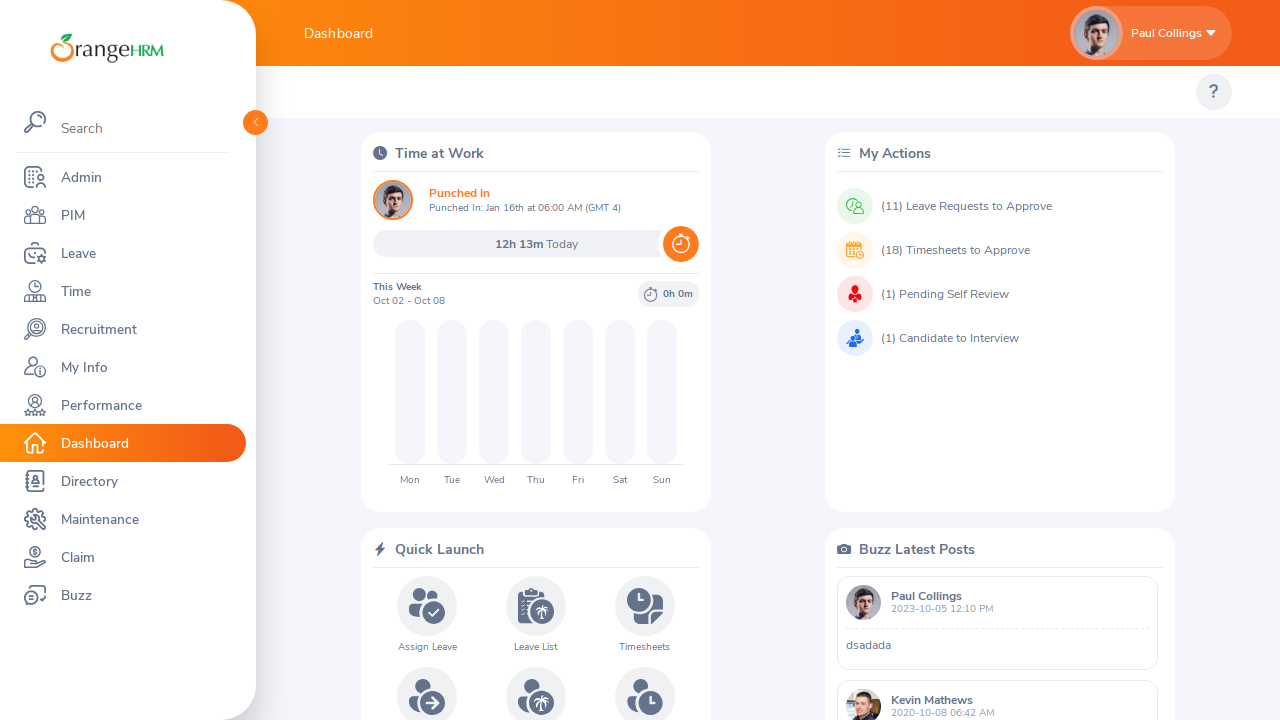 OrangeHRM
Search
Admin
PIM
Leave
Time
Recruitment
My Info
Performance
Dashboard
Directory
Maintenance
Claim
Buzz
Dashboard
Paul Collings
?
Time at Work
Punched In
Punched In: Jan 16th at 06:00 AM (GMT 4)
12h 13m Today
This Week
Oct 02 - Oct 08
0h 0m
Mon Tue Wed Thu Fri Sat Sun
My Actions
(11) Leave Requests to Approve
(18) Timesheets to Approve
(1) Pending Self Review
(1) Candidate to Interview
Quick Launch
Assign Leave
Leave List
Timesheets
Buzz Latest Posts
Paul Collings
2023-10-05 12:10 PM
dsadada
Kevin Mathews
2020-10-08 06:42 AM